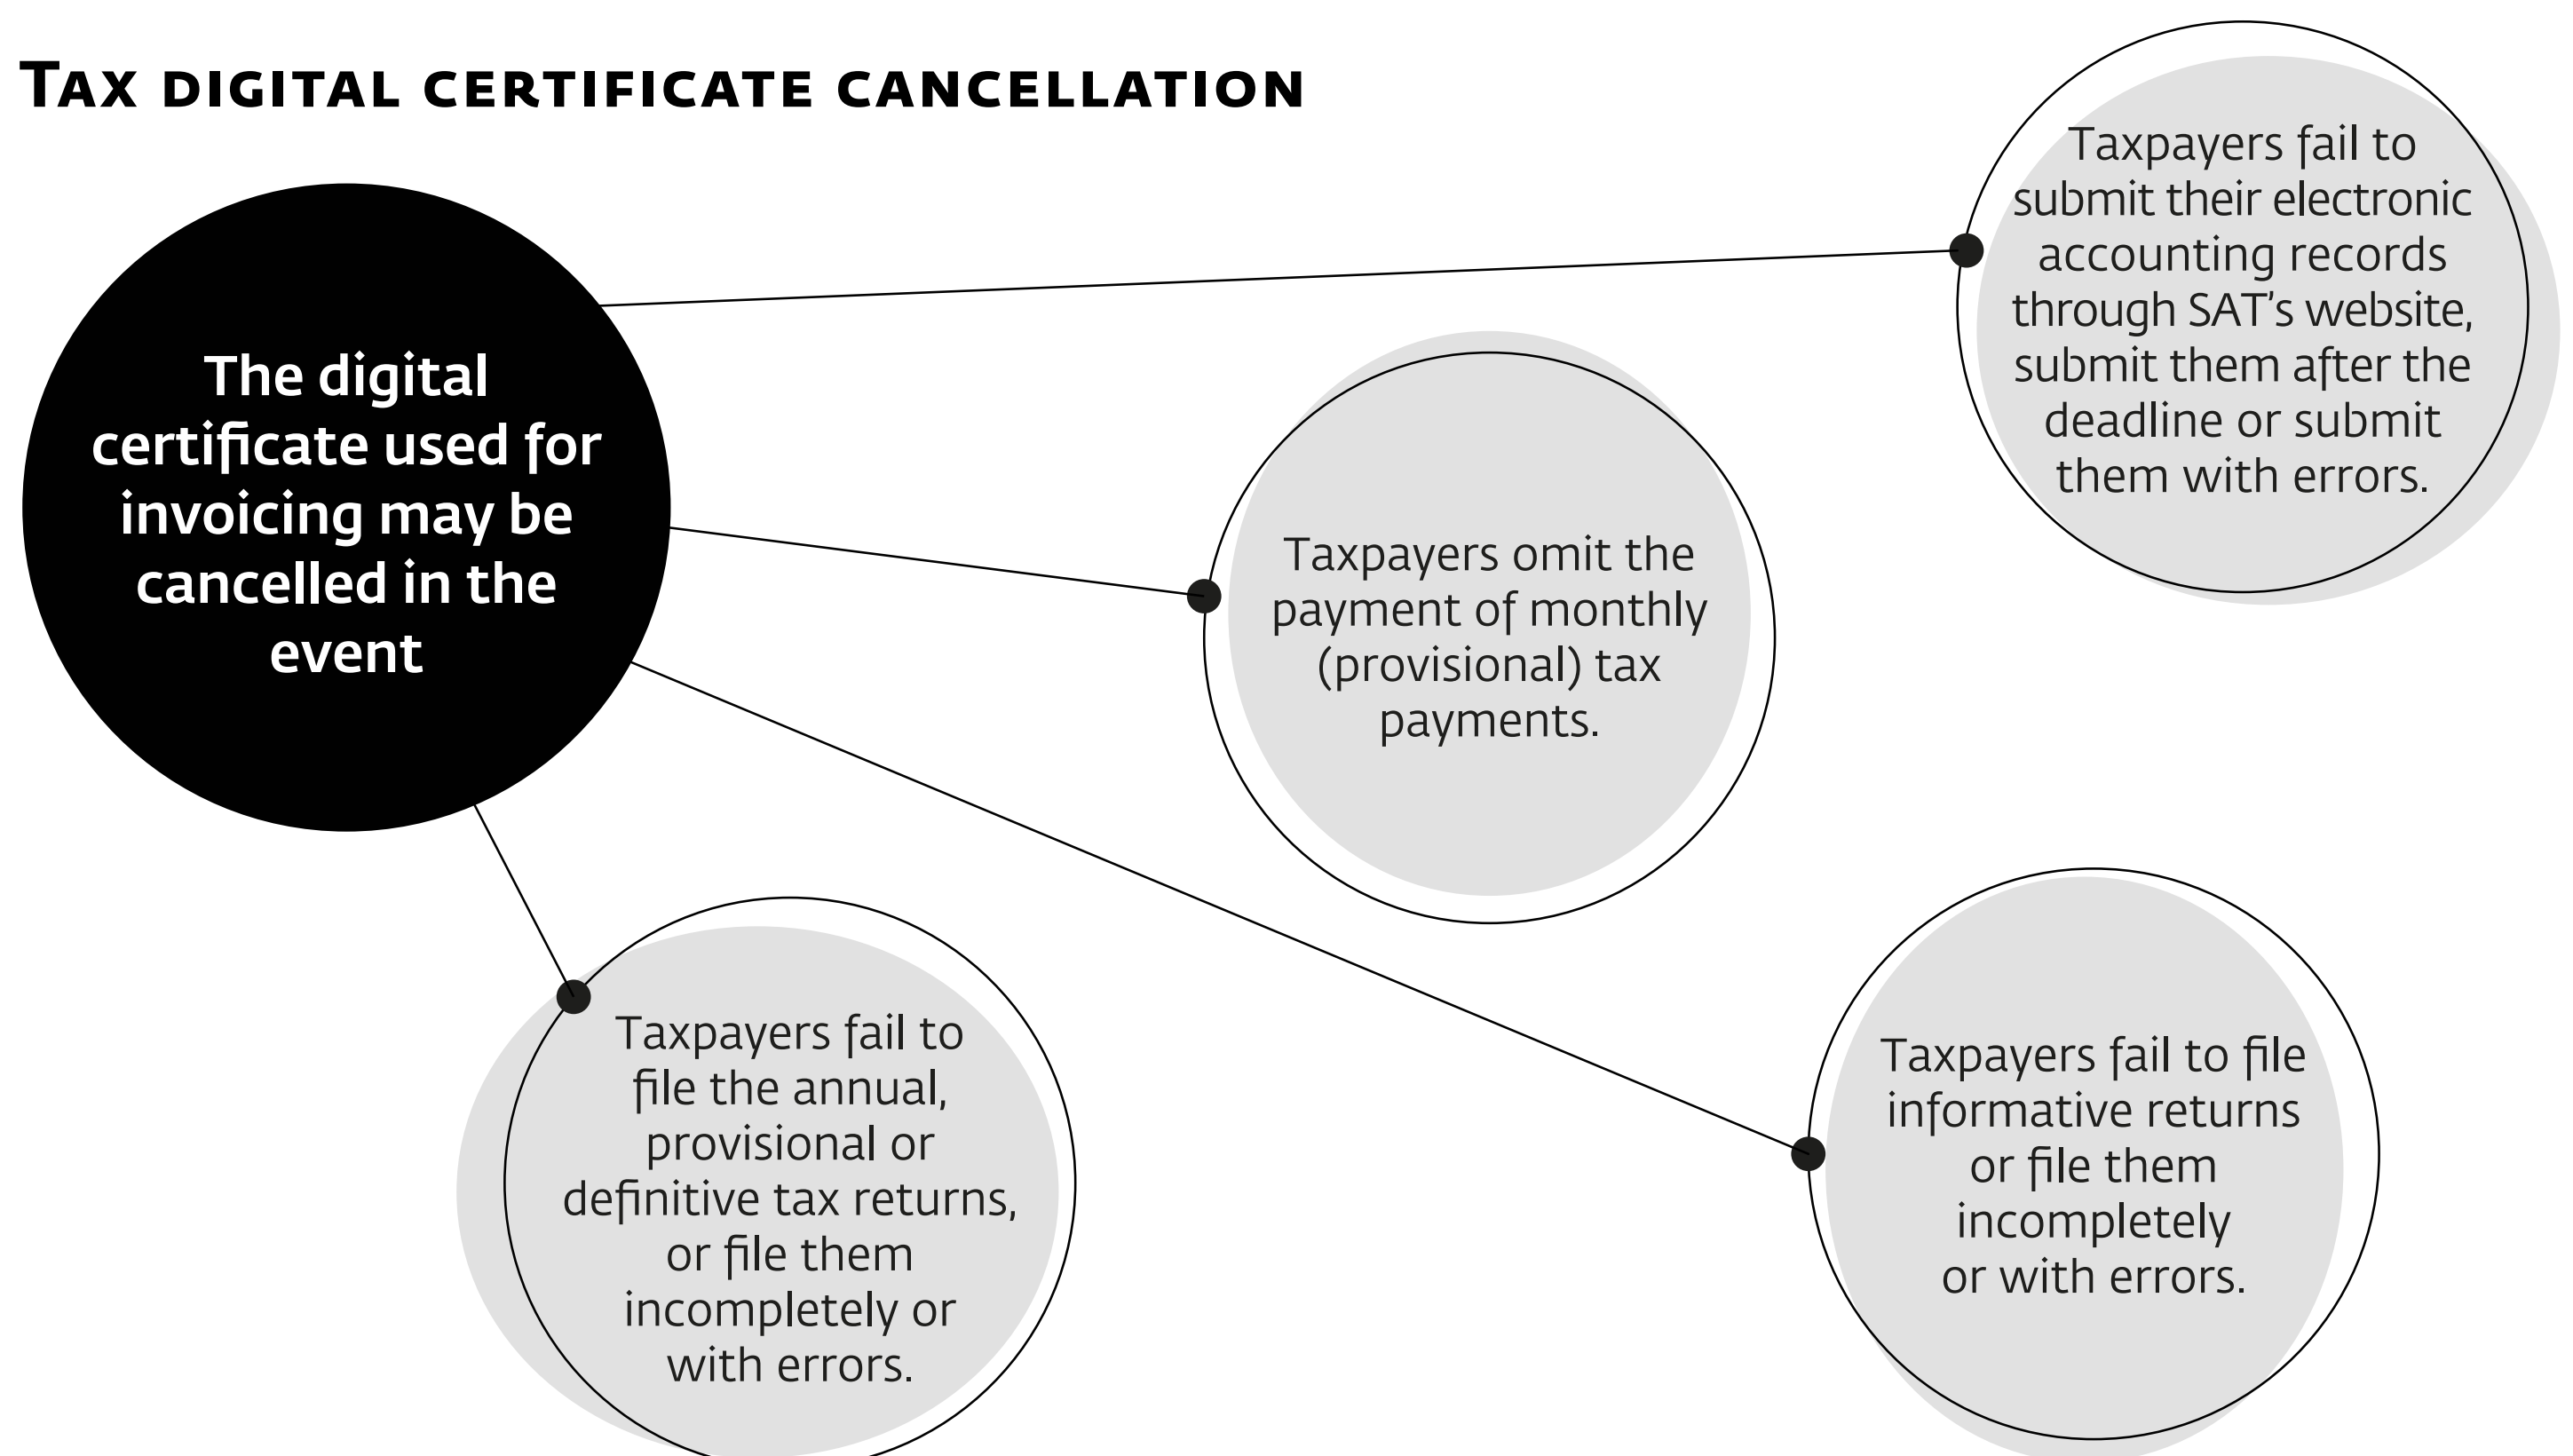 TAX DIGITAL CERTIFICATE CANCELLATION
The digital
certificate used for
invoicing may be
cancelled in the
event
Taxpayers fail to
submit their electronic
accounting records
through SAT’s website,
submit them after the
deadline or submit
them with errors.
Taxpayers omit the
payment of monthly
(provisional) tax
payments.
Taxpayers fail to
file the annual,
provisional or
definitive tax returns,
or file them
incompletely or
with errors.
Taxpayers fail to file
informative returns
or file them
incompletely
or with errors.